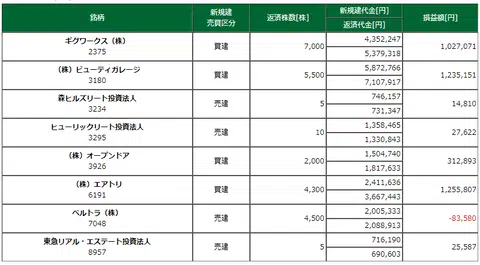 銘柄 新規建売買区分 返済株数[株] 新規建代金[円] 返済代金[円] 損益額[円]
ギグワークス（株） 2375 買建 7,000 4,352,247 5,379,318 1,027,071
（株）ビューティガレージ 3180 買建 5,500 5,872,766 7,107,917 1,235,151
森ヒルズリート投資法人 3234 売建 5 746,157 731,347 14,810
ヒューリックリート投資法人 3295 売建 10 1,358,465 1,330,843 27,622
（株）オープンドア 3926 買建 2,000 1,504,740 1,817,633 312,893
（株）エアトリ 6191 買建 4,300 2,411,636 3,667,443 1,255,807
ベルトラ（株） 7048 売建 4,500 2,005,333 2,088,913 -83,580
東急リアル・エステート投資法人 8957 売建 5 716,190 690,603 25,587